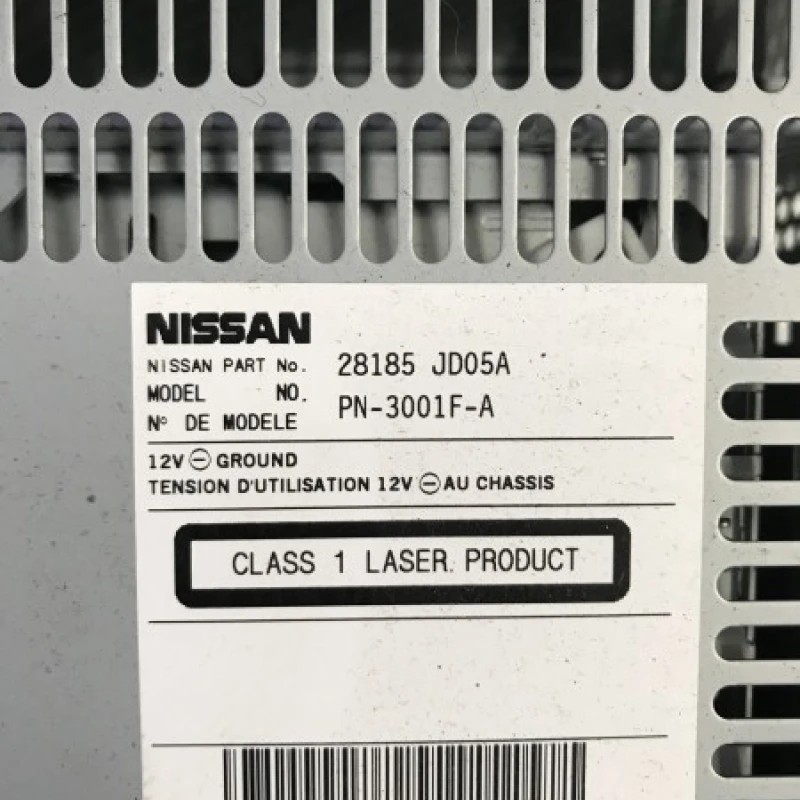 NISSAN
NISSAN PART No. 28185 JD05A
MODEL NO.
N° DE MODELE PN-3001F-A
12V ⊖ GROUND
TENSION D'UTILISATION 12V ⊖ AU CHASSIS
CLASS 1 LASER PRODUCT